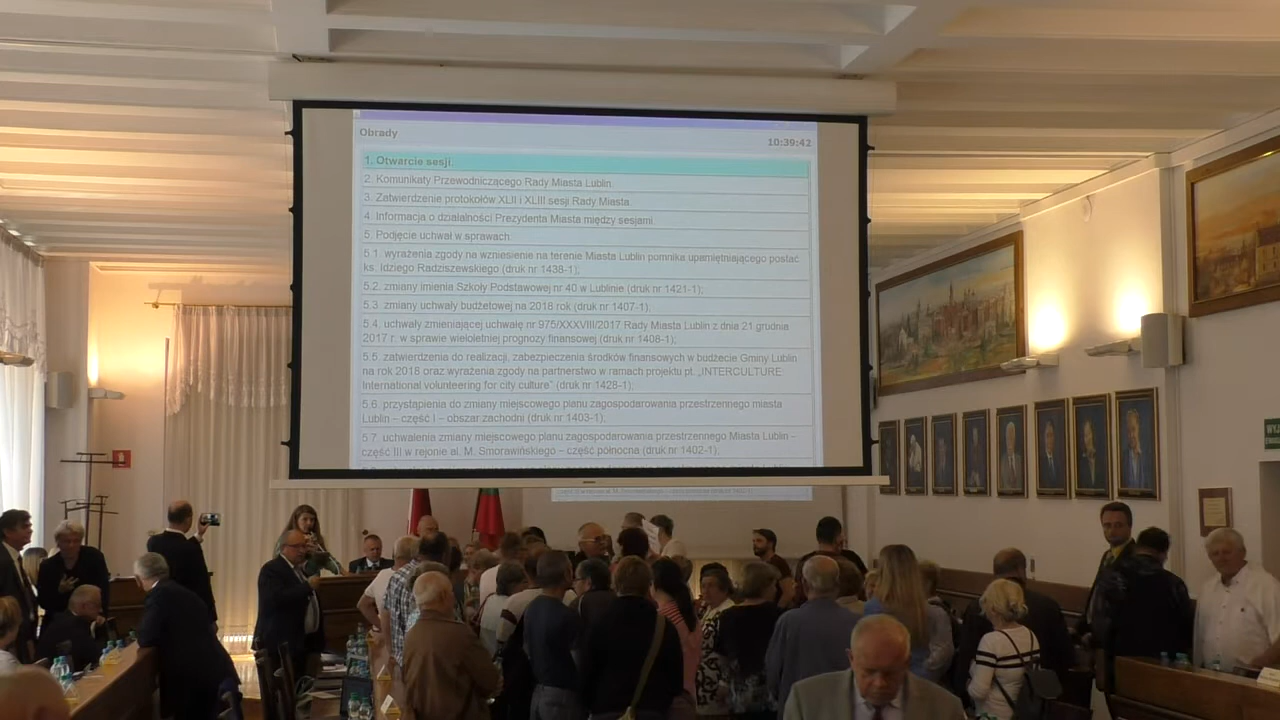 Obrady
10:39:42
1. Otwarcie sesji.
2. Komunikaty Przewodniczącego Rady Miasta Lublin.
3. Zatwierdzenie protokołów XLII i XLIII sesji Rady Miasta.
4. Informacja o działalności Prezydenta Miasta między sesjami.
5. Podjęcie uchwał w sprawach:
5.1. wyrażenia zgody na wzniesienie na terenie Miasta Lublin pomnika upamiętniającego postać
ks. Idziego Radziszewskiego (druk nr 1438-1);
5.2. zmiany imienia Szkoły Podstawowej nr 40 w Lublinie (druk nr 1421-1);
5.3. zmiany uchwały budżetowej na 2018 rok (druk nr 1407-1);
5.4. uchwały zmieniającej uchwałę nr 975/XXXVIII/2017 Rady Miasta Lublin z dnia 21 grudnia
2017 r. w sprawie wieloletniej prognozy finansowej (druk nr 1408-1);
5.5. zatwierdzenia do realizacji, zabezpieczenia środków finansowych w budżecie Gminy Lublin
na rok 2018 oraz wyrażenia zgody na partnerstwo w ramach projektu pt. „INTERCULTURE:
International volunteering for city culture” (druk nr 1428-1);
5.6. przystąpienia do zmiany miejscowego planu zagospodarowania przestrzennego miasta
Lublin – część I – obszar zachodni (druk nr 1403-1);
5.7. uchwalenia zmiany miejscowego planu zagospodarowania przestrzennego Miasta Lublin –
część III w rejonie al. M. Smorawińskiego – część północna (druk nr 1402-1);